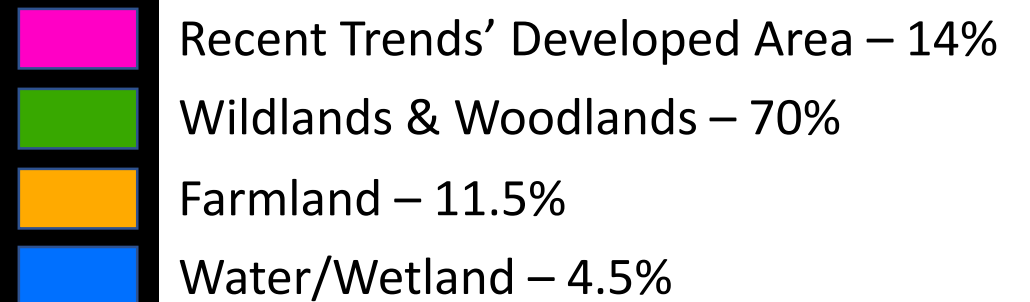 Recent Trends’ Developed Area – 14%
Wildlands & Woodlands – 70%
Farmland – 11.5%
Water/Wetland – 4.5%